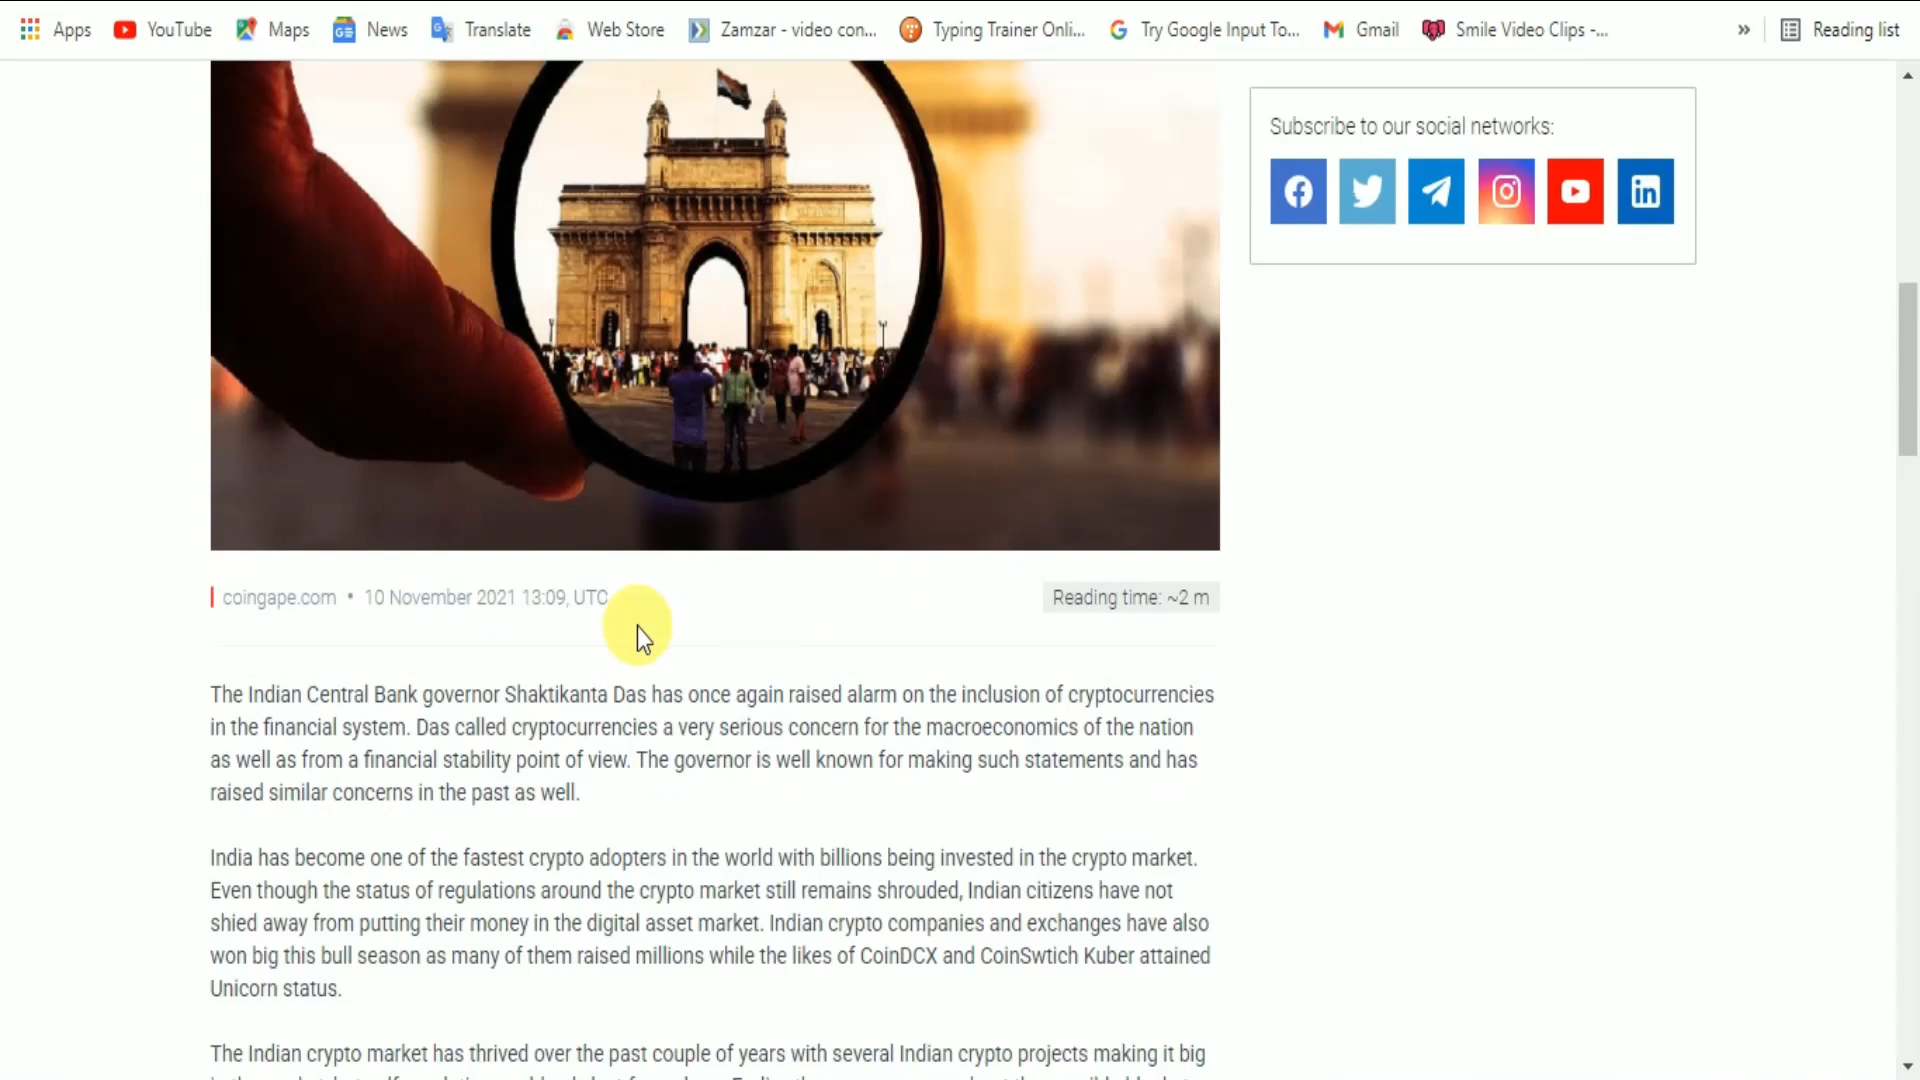 Apps YouTube Maps News Translate Web Store Zamzar - video con... Typing Trainer Onli... Try Google Input To... Gmail Smile Video Clips -... » Reading list
Subscribe to our social networks:
coingape.com • 10 November 2021 13:09, UTC
Reading time: ~2 m
The Indian Central Bank governor Shaktikanta Das has once again raised alarm on the inclusion of cryptocurrencies
in the financial system. Das called cryptocurrencies a very serious concern for the macroeconomics of the nation
as well as from a financial stability point of view. The governor is well known for making such statements and has
raised similar concerns in the past as well.
India has become one of the fastest crypto adopters in the world with billions being invested in the crypto market.
Even though the status of regulations around the crypto market still remains shrouded, Indian citizens have not
shied away from putting their money in the digital asset market. Indian crypto companies and exchanges have also
won big this bull season as many of them raised millions while the likes of CoinDCX and CoinSwtich Kuber attained
Unicorn status.
The Indian crypto market has thrived over the past couple of years with several Indian crypto projects making it big